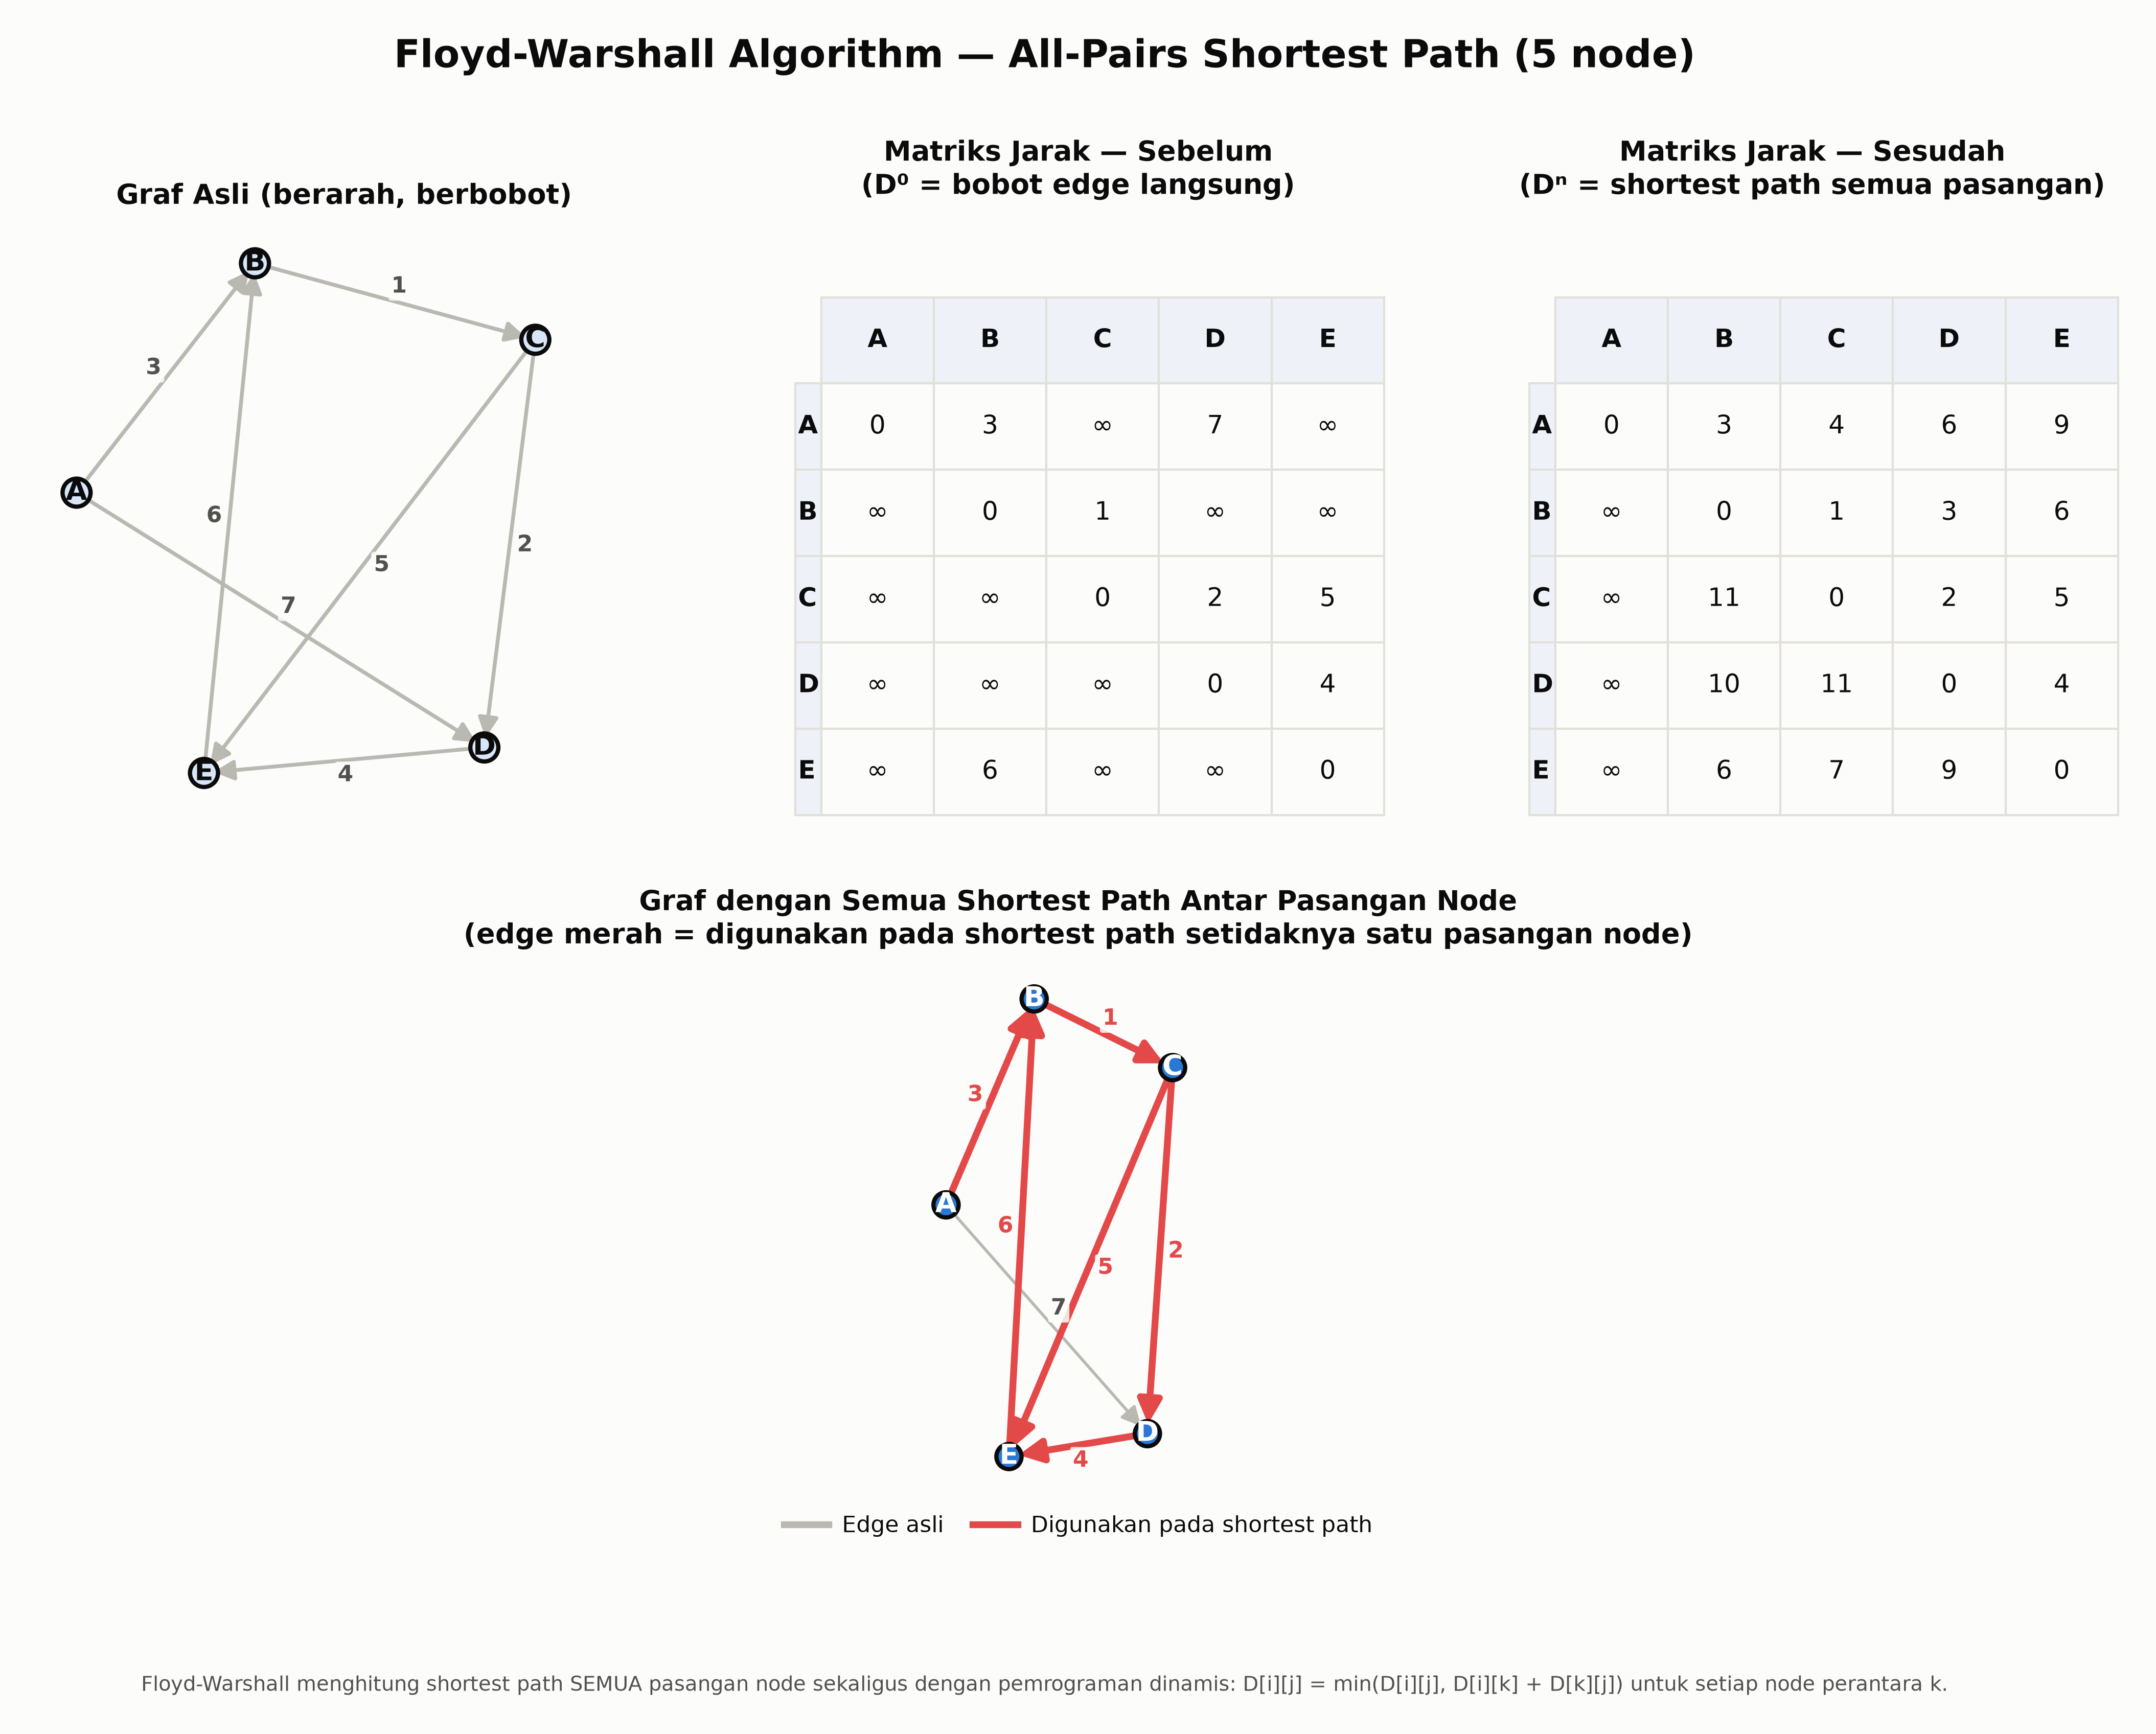 Floyd-Warshall Algorithm — All-Pairs Shortest Path (5 node)
Graf Asli (berarah, berbobot)
B
1
C
3
A
6
5
2
7
D
E
4
Matriks Jarak — Sebelum
(D⁰ = bobot edge langsung)
A B C D E
A 0 3 ∞ 7 ∞
B ∞ 0 1 ∞ ∞
C ∞ ∞ 0 2 5
D ∞ ∞ ∞ 0 4
E ∞ 6 ∞ ∞ 0
Matriks Jarak — Sesudah
(Dⁿ = shortest path semua pasangan)
A B C D E
A 0 3 4 6 9
B ∞ 0 1 3 6
C ∞ 11 0 2 5
D ∞ 10 11 0 4
E ∞ 6 7 9 0
Graf dengan Semua Shortest Path Antar Pasangan Node
(edge merah = digunakan pada shortest path setidaknya satu pasangan node)
B
1
C
3
A
6
5
2
7
D
E
4
Edge asli Digunakan pada shortest path
Floyd-Warshall menghitung shortest path SEMUA pasangan node sekaligus dengan pemrograman dinamis: D[i][j] = min(D[i][j], D[i][k] + D[k][j]) untuk setiap node perantara k.